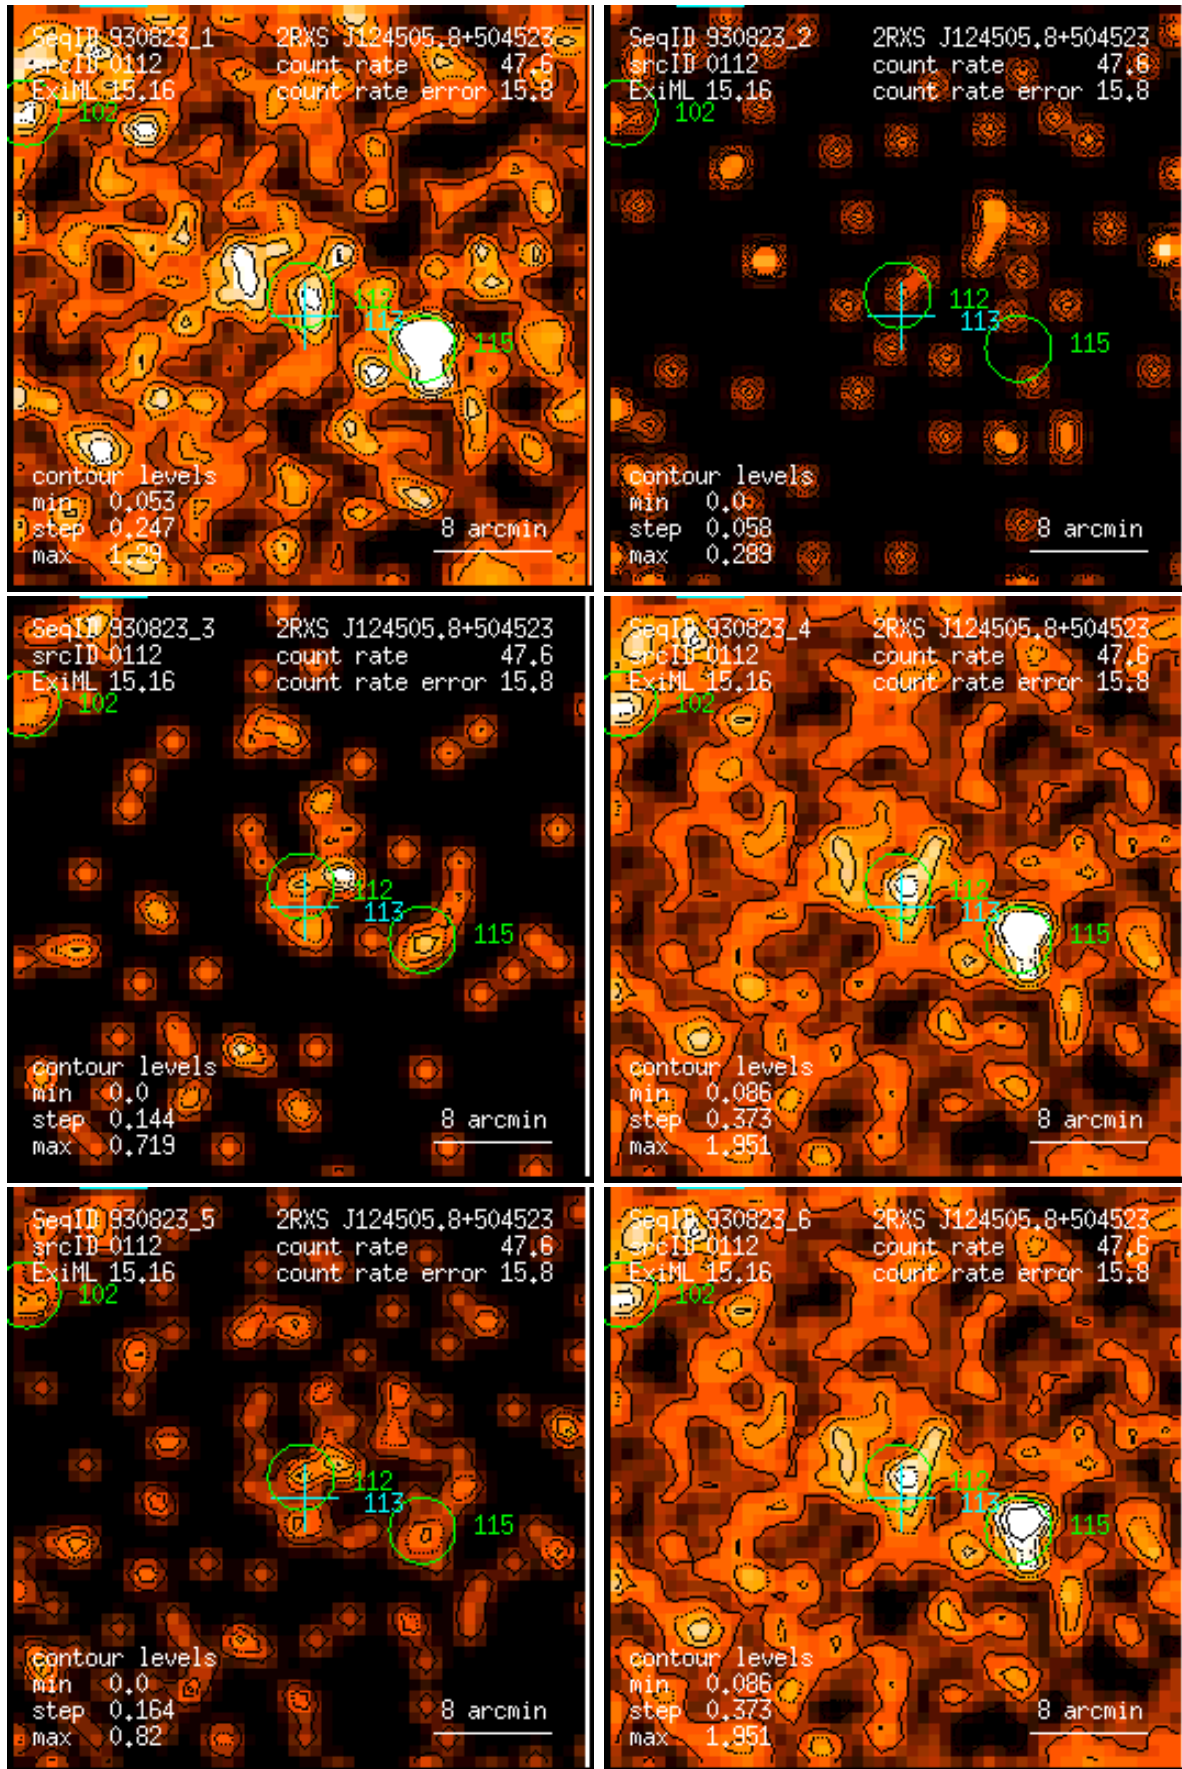 SeqID 930823_1 2RXS J124505.8+504523
srcID 0112 count rate 47.6
ExiML 15.16 count rate error 15.8
102
112
113
115
contour levels
min 0.053
step 0.247
max 1.29
8 arcmin
SeqID 930823_2 2RXS J124505.8+504523
srcID 0112 count rate 47.6
ExiML 15.16 count rate error 15.8
102
112
113
115
contour levels
min 0.0
step 0.058
max 0.289
8 arcmin
SeqID 930823_3 2RXS J124505.8+504523
srcID 0112 count rate 47.6
ExiML 15.16 count rate error 15.8
102
112
113
115
contour levels
min 0.0
step 0.144
max 0.719
8 arcmin
SeqID 930823_4 2RXS J124505.8+504523
srcID 0112 count rate 47.6
ExiML 15.16 count rate error 15.8
102
112
113
115
contour levels
min 0.086
step 0.373
max 1.951
8 arcmin
SeqID 930823_5 2RXS J124505.8+504523
srcID 0112 count rate 47.6
ExiML 15.16 count rate error 15.8
102
112
113
115
contour levels
min 0.0
step 0.164
max 0.82
8 arcmin
SeqID 930823_6 2RXS J124505.8+504523
srcID 0112 count rate 47.6
ExiML 15.16 count rate error 15.8
102
112
113
115
contour levels
min 0.086
step 0.373
max 1.951
8 arcmin